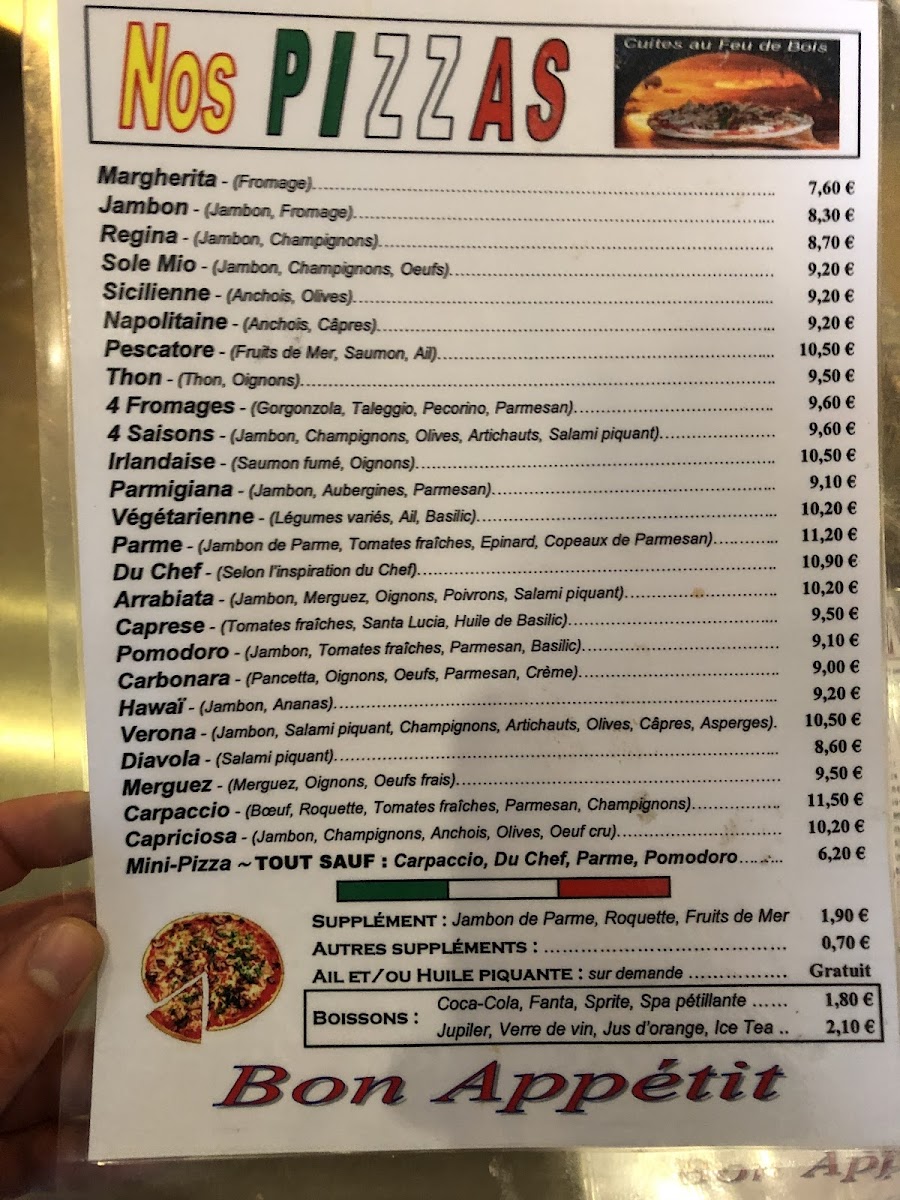 Nos PIZZAS
Cuites au Feu de Bois
Margherita - (Fromage)........ 7,60 €
Jambon - (Jambon, Fromage)........ 8,30 €
Regina - (Jambon, Champignons)........ 8,70 €
Sole Mio - (Jambon, Champignons, Oeufs)........ 9,20 €
Sicilienne - (Anchois, Olives)........ 9,20 €
Napolitaine - (Anchois, Câpres)........ 9,20 €
Pescatore - (Fruits de Mer, Saumon, Ail)........ 10,50 €
Thon - (Thon, Oignons)........ 9,50 €
4 Fromages - (Gorgonzola, Taleggio, Pecorino, Parmesan)........ 9,60 €
4 Saisons - (Jambon, Champignons, Olives, Artichauts, Salami piquant)........ 9,60 €
Irlandaise - (Saumon fumé, Oignons)........ 10,50 €
Parmigiana - (Jambon, Aubergines, Parmesan)........ 9,10 €
Végétarienne - (Légumes variés, Ail, Basilic)........ 10,20 €
Parme - (Jambon de Parme, Tomates fraîches, Epinard, Copeaux de Parmesan)........ 11,20 €
Du Chef - (Selon l'inspiration du Chef)........ 10,90 €
Arrabiata - (Jambon, Merguez, Oignons, Poivrons, Salami piquant)........ 10,20 €
Caprese - (Tomates fraîches, Santa Lucia, Huile de Basilic)........ 9,50 €
Pomodoro - (Jambon, Tomates fraîches, Parmesan, Basilic)........ 9,10 €
Carbonara - (Pancetta, Oignons, Oeufs, Parmesan, Crème)........ 9,00 €
Hawaï - (Jambon, Ananas)........ 9,20 €
Verona - (Jambon, Salami piquant, Champignons, Artichauts, Olives, Câpres, Asperges). 10,50 €
Diavola - (Salami piquant)........ 8,60 €
Merguez - (Merguez, Oignons, Oeufs frais)........ 9,50 €
Carpaccio - (Bœuf, Roquette, Tomates fraîches, Parmesan, Champignons)........ 11,50 €
Capriciosa - (Jambon, Champignons, Anchois, Olives, Oeuf cru)........ 10,20 €
Mini-Pizza ~ TOUT SAUF : Carpaccio, Du Chef, Parme, Pomodoro........ 6,20 €
SUPPLÉMENT : Jambon de Parme, Roquette, Fruits de Mer 1,90 €
AUTRES SUPPLÉMENTS : ........ 0,70 €
AIL ET/OU HUILE PIQUANTE : sur demande ........ Gratuit
BOISSONS :
Coca-Cola, Fanta, Sprite, Spa pétillante ...... 1,80 €
Jupiler, Verre de vin, Jus d'orange, Ice Tea .. 2,10 €
Bon Appétit
Bon App